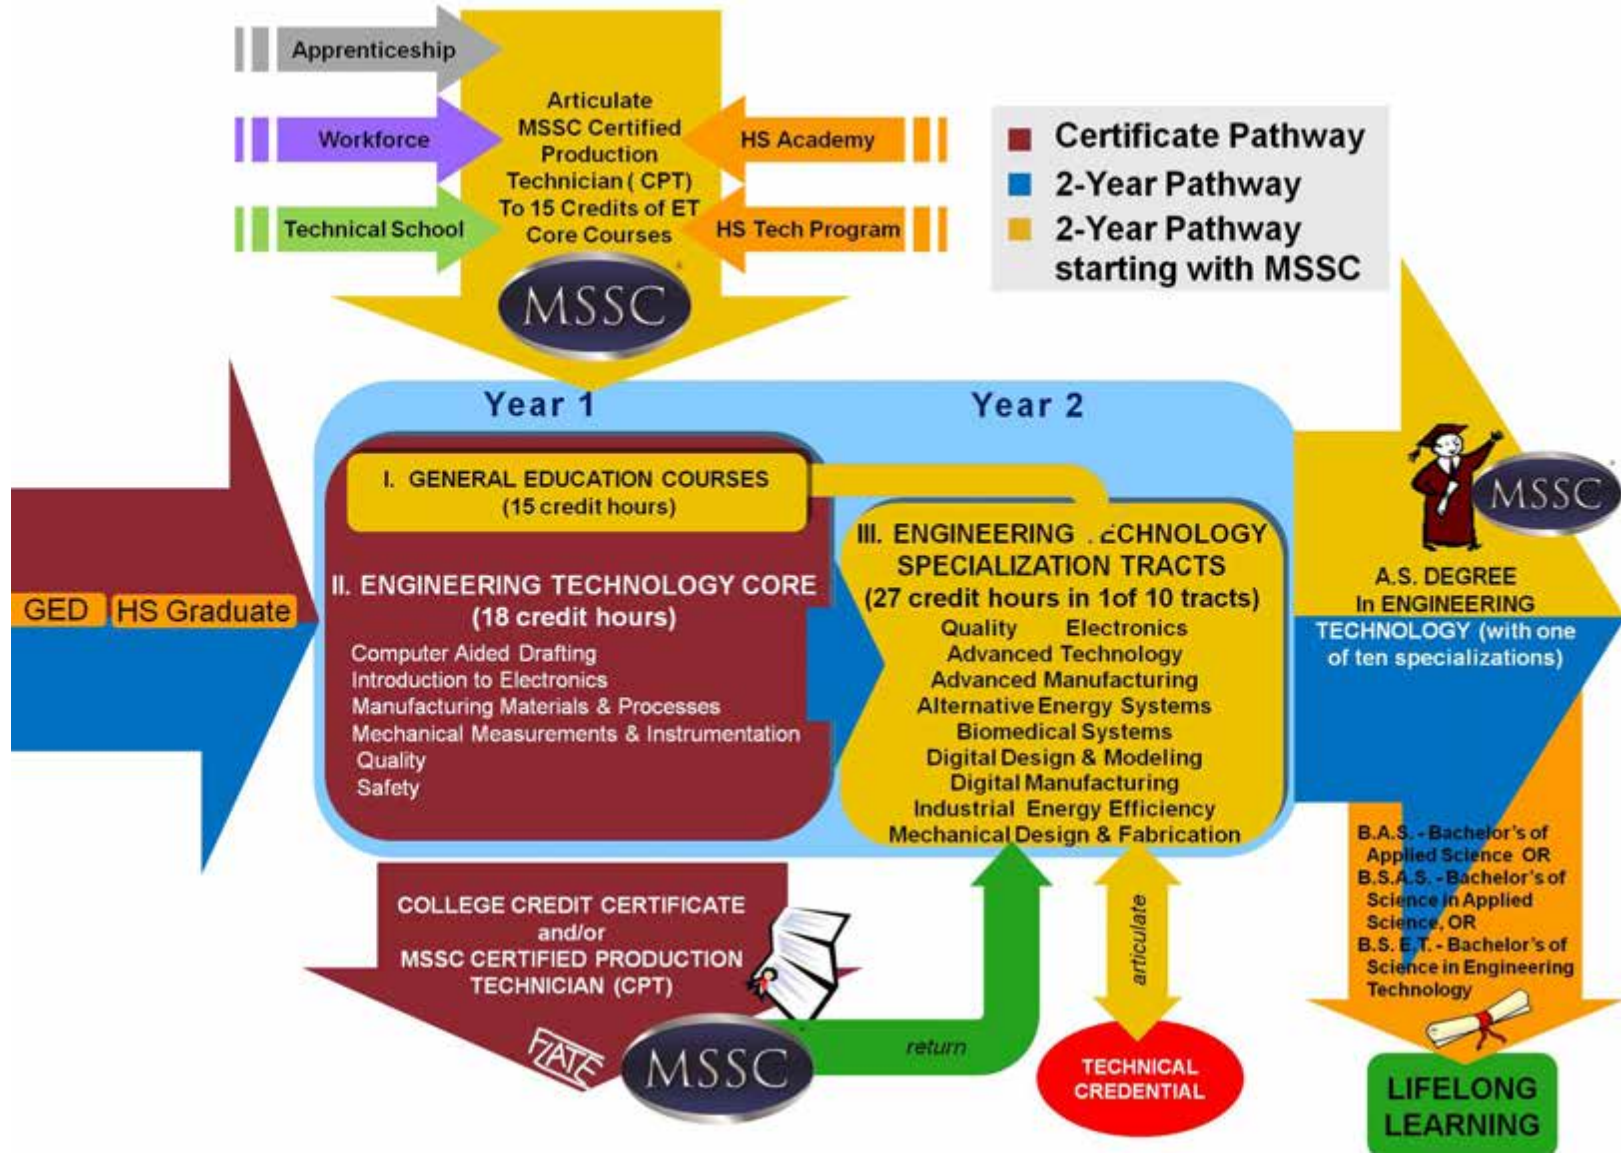 Apprenticeship
Workforce
Technical School
Articulate
MSSC Certified
Production
Technician ( CPT)
To 15 Credits of ET
Core Courses
MSSC
HS Academy
HS Tech Program
Certificate Pathway
2-Year Pathway
2-Year Pathway
starting with MSSC
GED
HS Graduate
Year 1
Year 2
I. GENERAL EDUCATION COURSES
(15 credit hours)
II. ENGINEERING TECHNOLOGY CORE
(18 credit hours)
Computer Aided Drafting
Introduction to Electronics
Manufacturing Materials & Processes
Mechanical Measurements & Instrumentation
Quality
Safety
III. ENGINEERING TECHNOLOGY
SPECIALIZATION TRACTS
(27 credit hours in 1of 10 tracts)
Quality Electronics
Advanced Technology
Advanced Manufacturing
Alternative Energy Systems
Biomedical Systems
Digital Design & Modeling
Digital Manufacturing
Industrial Energy Efficiency
Mechanical Design & Fabrication
MSSC
A.S. DEGREE
In ENGINEERING
TECHNOLOGY (with one
of ten specializations)
COLLEGE CREDIT CERTIFICATE
and/or
MSSC CERTIFIED PRODUCTION
TECHNICIAN (CPT)
FLATE
MSSC
return
articulate
TECHNICAL
CREDENTIAL
B.A.S. - Bachelor's of
Applied Science OR
B.S.A.S. - Bachelor's of
Science in Applied
Science, OR
B.S.E.T. - Bachelor's of
Science in Engineering
Technology
LIFELONG
LEARNING